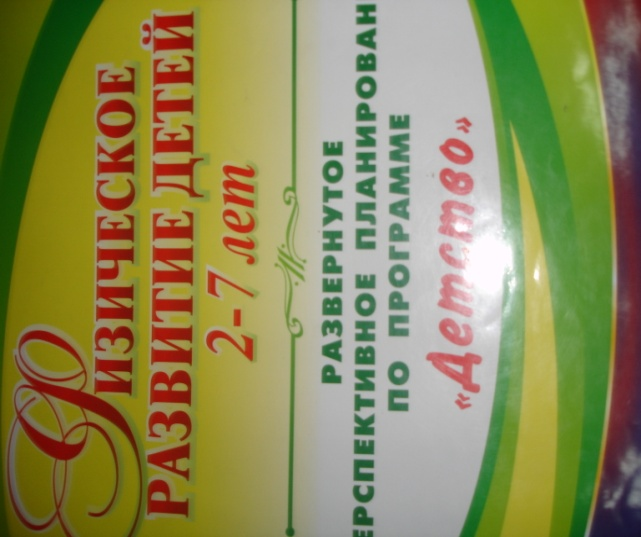 ФИЗИЧЕСКОЕ
РАЗВИТИЕ ДЕТЕЙ
2-7 лет
РАЗВЕРНУТОЕ
ЕРСПЕКТИВНОЕ ПЛАНИРОВАН
ПО ПРОГРАММЕ
«Детство»